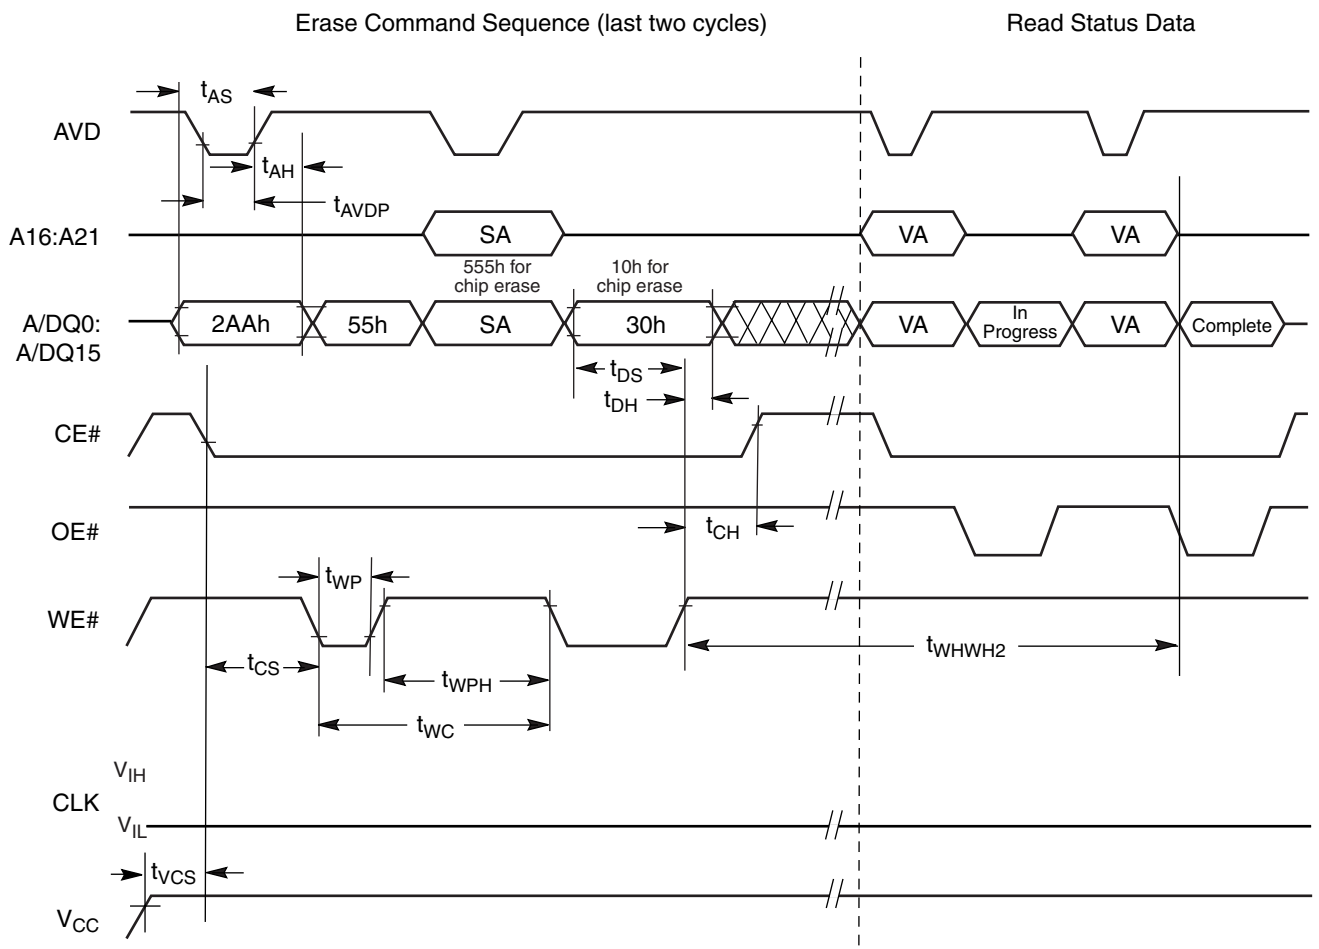 Erase Command Sequence (last two cycles)
Read Status Data
tAS
AVD
tAH
tAVDP
A16:A21
SA
VA
VA
555h for
chip erase
10h for
chip erase
A/DQ0:
A/DQ15
2AAh
55h
SA
30h
VA
In
Progress
VA
Complete
tDS
tDH
CE#
OE#
tCH
tWP
WE#
tWHWH2
tCS
tWPH
tWC
VIH
CLK
VIL
tVCS
VCC